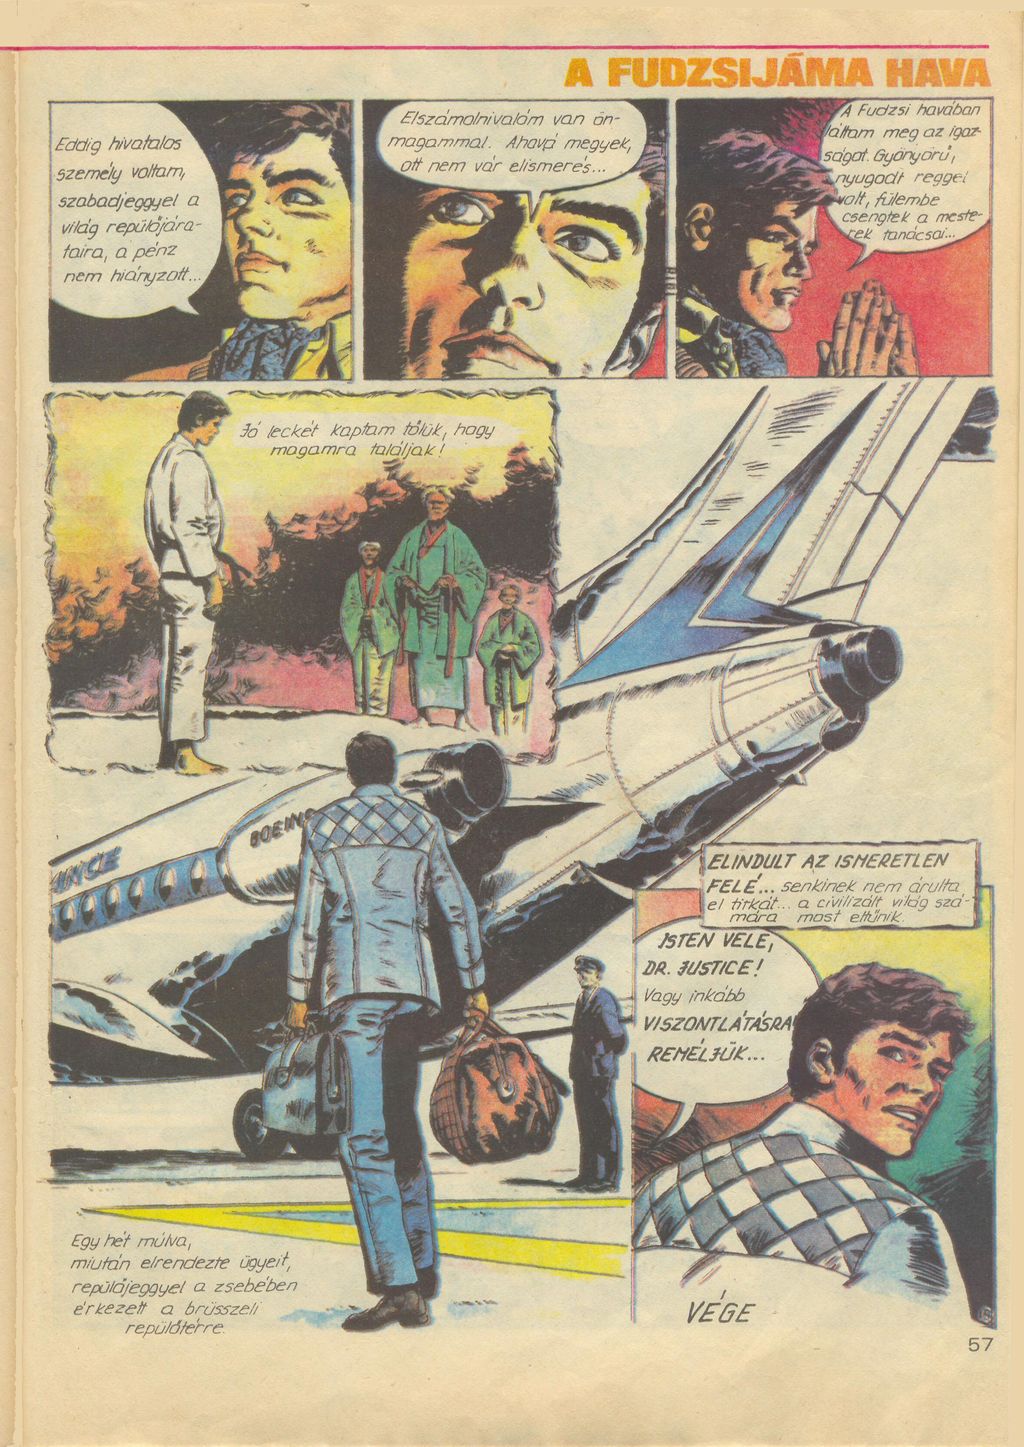 A FUDZSIJÁMA HAVA
Eddig hivatalos
személy voltam,
szabadjeggyel a
világ repülőjára-
taira, a pénz
nem hiányzott...
Elszámolnivalóm van ön-
magammal. Ahová megyek,
ott nem vár elismerés...
A Fudzsi havában
láttam meg az igaz-
ságot. Gyönyörű,
nyugodt reggel
volt, fülembe
csengtek a meste-
rek tanácsai...
Jó leckét kaptam tőlük, hogy
magamra találjak!
ANCE
BOEING
Egy hét múlva,
miután elrendezte ügyeit,
repülőjeggyel a zsebében
érkezett a brüsszeli
repülőtérre.
ELINDULT AZ ISMERETLEN
FELÉ... senkinek nem árulta
el titkát... a civilizált világ szá-
mára most eltűnik.
ISTEN VELE,
DR. JUSTICE!
Vagy inkább
VISZONTLÁTÁSRA
REMÉLJÜK...
VÉGE
57